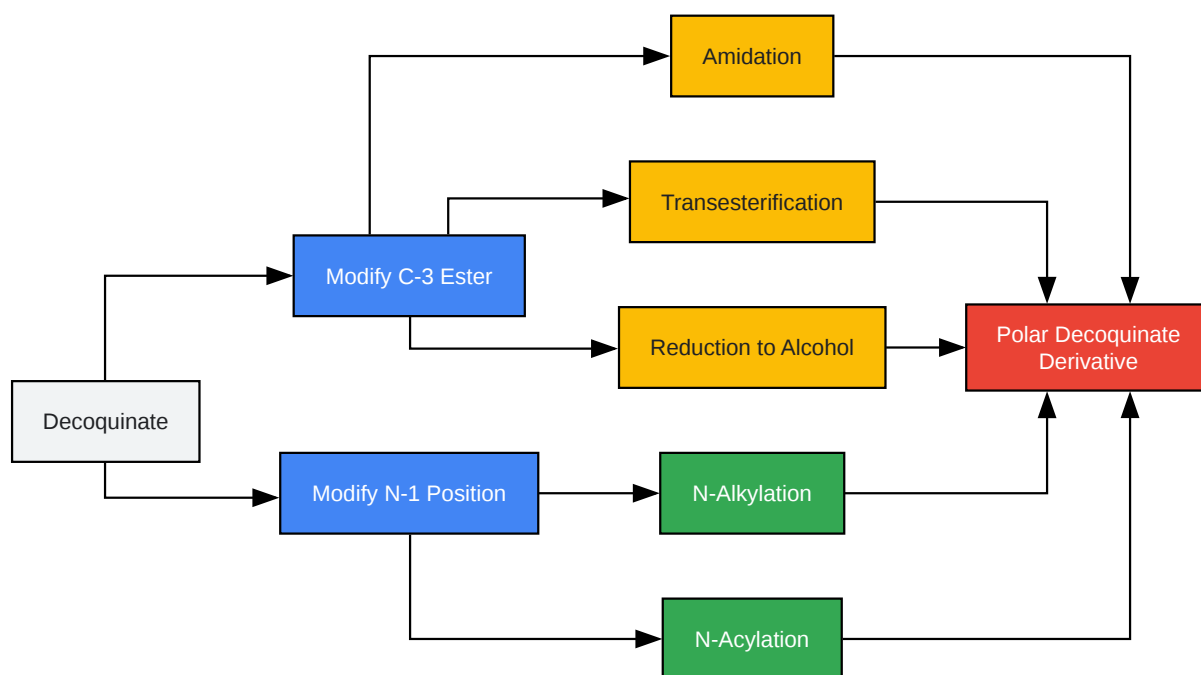 Amidation
Transesterification
Modify C-3 Ester
Reduction to Alcohol
Polar Decoquinate
Derivative
Decoquinate
Modify N-1 Position
N-Alkylation
N-Acylation